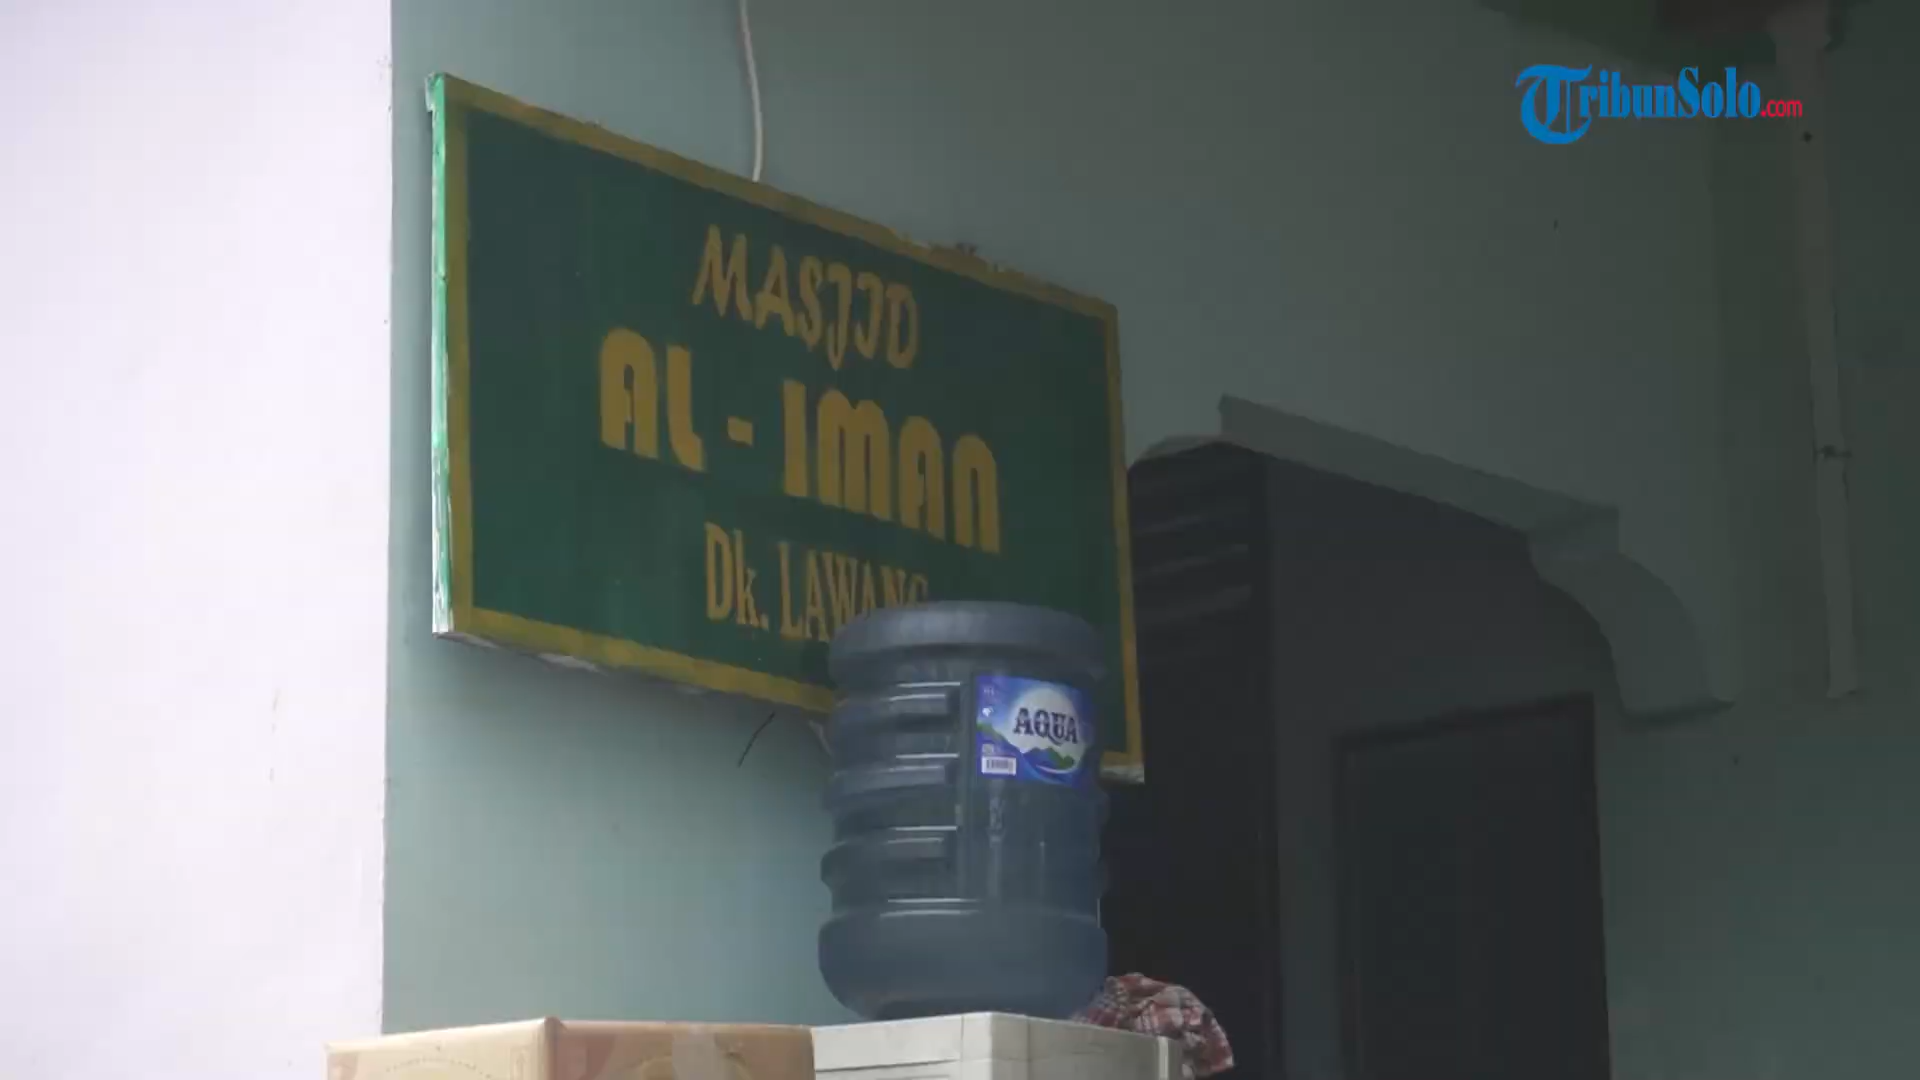 TribunSolo.com
MASJID
AL - IMAN
Dk. LAWANG
AQUA